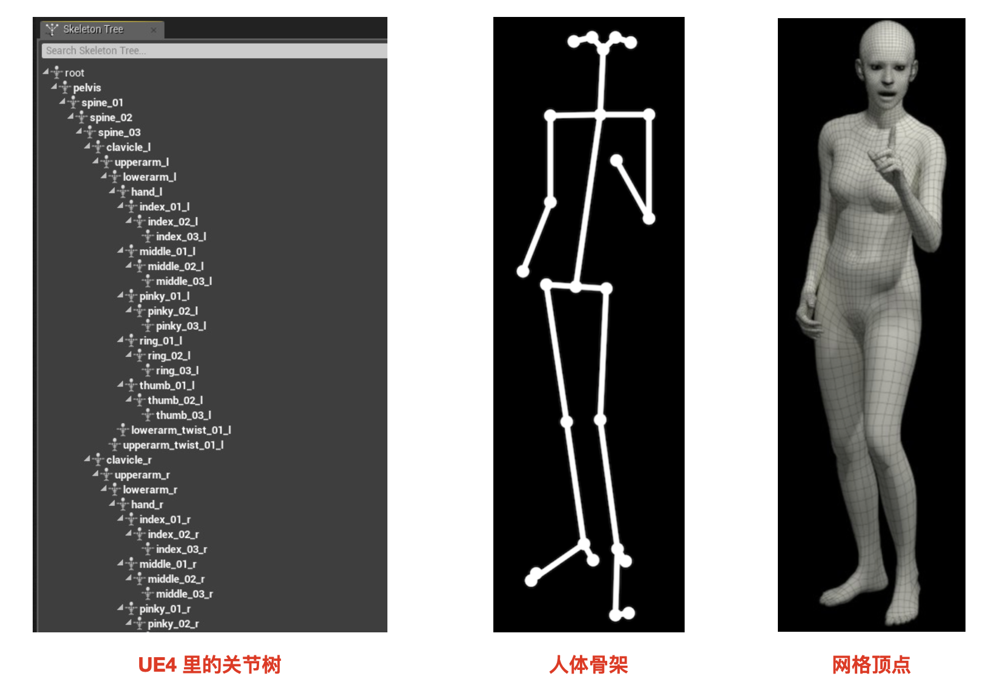 Skeleton Tree
Search Skeleton Tree...
root
pelvis
spine_01
spine_02
spine_03
clavicle_l
upperarm_l
lowerarm_l
hand_l
index_01_l
index_02_l
index_03_l
middle_01_l
middle_02_l
middle_03_l
pinky_01_l
pinky_02_l
pinky_03_l
ring_01_l
ring_02_l
ring_03_l
thumb_01_l
thumb_02_l
thumb_03_l
lowerarm_twist_01_l
upperarm_twist_01_l
clavicle_r
upperarm_r
lowerarm_r
hand_r
index_01_r
index_02_r
index_03_r
middle_01_r
middle_02_r
middle_03_r
pinky_01_r
pinky_02_r
UE4 里的关节树
人体骨架
网格顶点